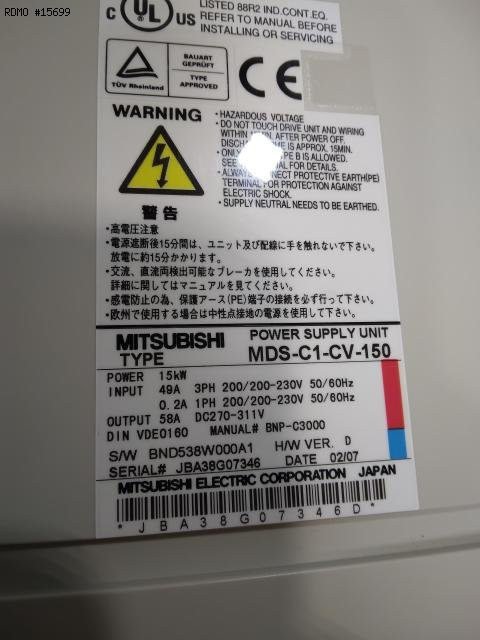 RDMO #15699
c UL US
LISTED 88R2 IND.CONT.EQ.
REFER TO MANUAL BEFORE
INSTALLING OR SERVICING
TÜV Rheinland
BAUART
GEPRÜFT
TYPE
APPROVED
CE
WARNING
・HAZARDOUS VOLTAGE
・DO NOT TOUCH DRIVE UNIT AND WIRING
WITHIN MIN. AFTER POWER OFF.
DISCH ME IS APPROX. 15MIN.
・ONLY PE B IS ALLOWED.
SEE AL FOR DETAILS.
・ALWAYS CONNECT PROTECTIVE EARTH(PE)
TERMINAL FOR PROTECTION AGAINST
ELECTRIC SHOCK.
・SUPPLY NEUTRAL NEEDS TO BE EARTHED.
警告
・高電圧注意
・電源遮断後15分間は、ユニット及び配線に手を触れないで下さい。
放電に約15分かかります。
・交流、直流両検出可能なブレーカを使用してください。
詳細に関してはマニュアルを見てください。
・感電防止の為、保護アース(PE)端子の接続を必ず行って下さい。
・欧州で使用する場合は中性点接地の電源を使用して下さい。
MITSUBISHI POWER SUPPLY UNIT
TYPE MDS-C1-CV-150
POWER 15kW
INPUT 49A 3PH 200/200-230V 50/60Hz
0.2A 1PH 200/200-230V 50/60Hz
OUTPUT 58A DC270-311V
DIN VDE0160 MANUAL# BNP-C3000
S/W BND538W000A1 H/W VER. D
SERIAL# JBA38G07346 DATE 02/07
MITSUBISHI ELECTRIC CORPORATION JAPAN
*JBA38G07346D*